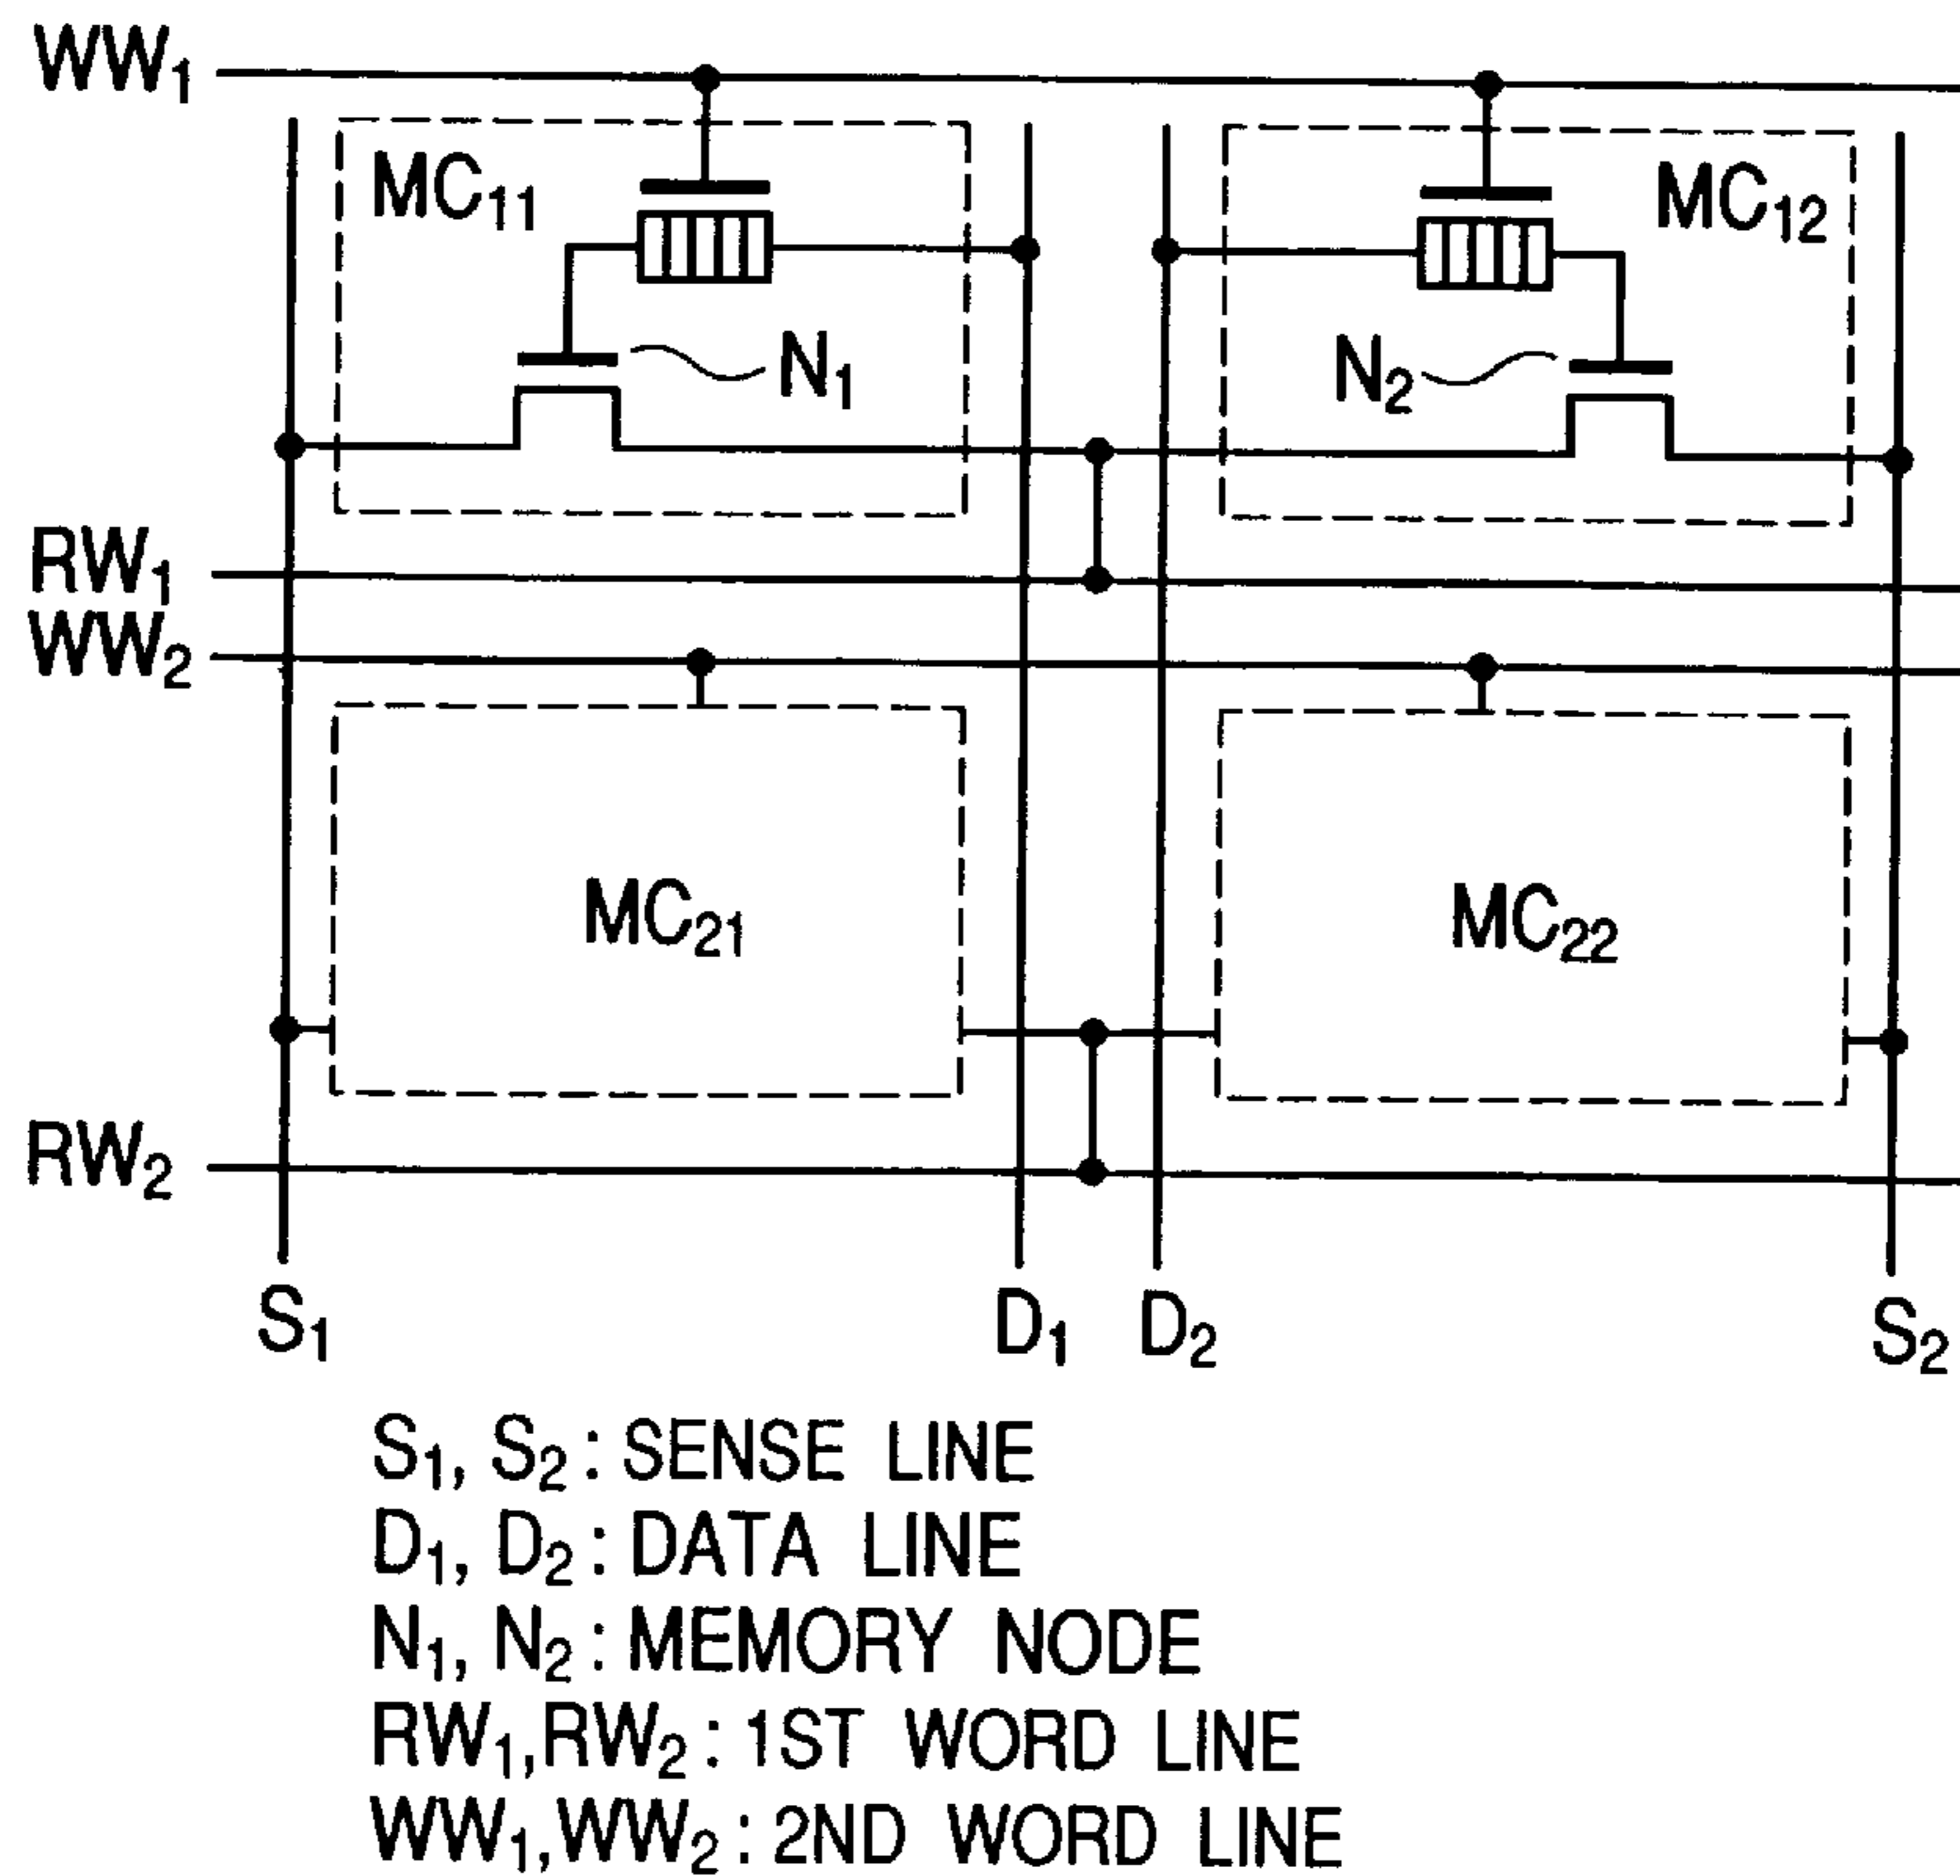 WW₁
MC₁₁
MC₁₂
N₁
N₂
RW₁
WW₂
MC₂₁
MC₂₂
RW₂
S₁
D₁
D₂
S₂
S₁, S₂ : SENSE LINE
D₁, D₂ : DATA LINE
N₁, N₂ : MEMORY NODE
RW₁,RW₂ : 1ST WORD LINE
WW₁,WW₂ : 2ND WORD LINE